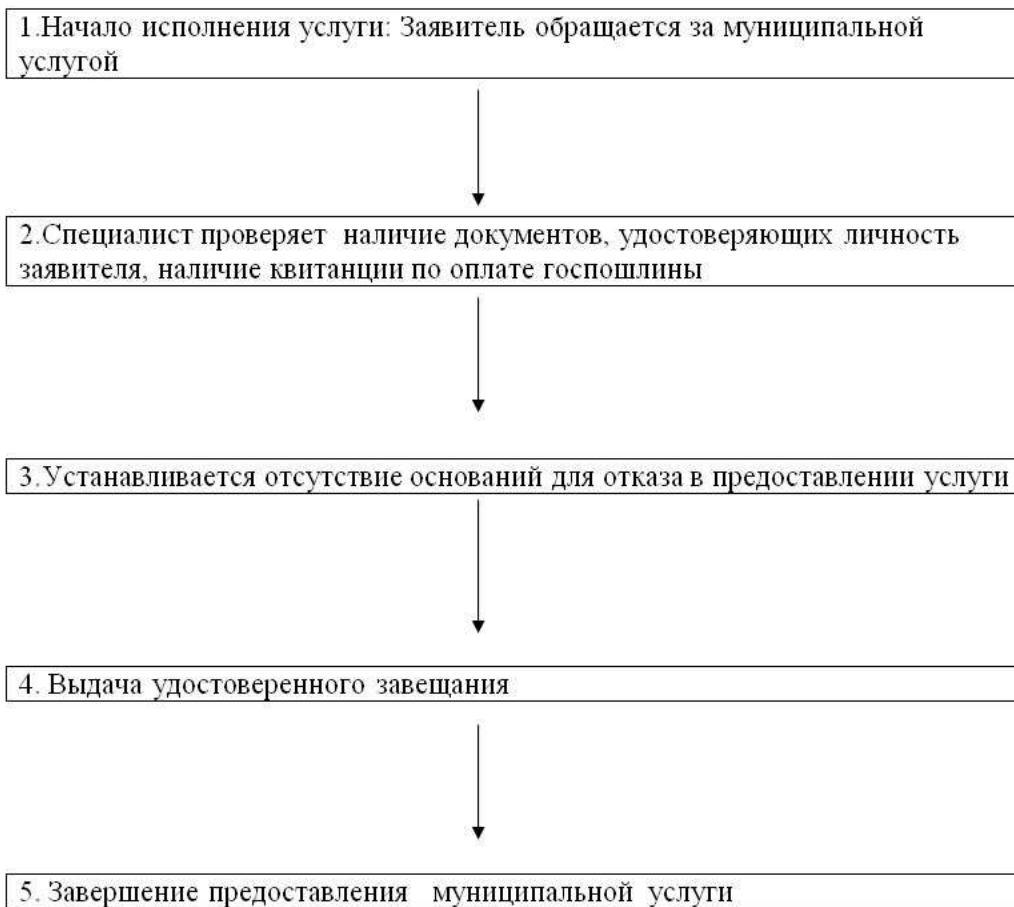 1.Начало исполнения услуги: Заявитель обращается за муниципальной
услугой
2.Специалист проверяет наличие документов, удостоверяющих личность
заявителя, наличие квитанции по оплате госпошлины
3.Устанавливается отсутствие оснований для отказа в предоставлении услуги
4. Выдача удостоверенного завещания
5. Завершение предоставления муниципальной услуги